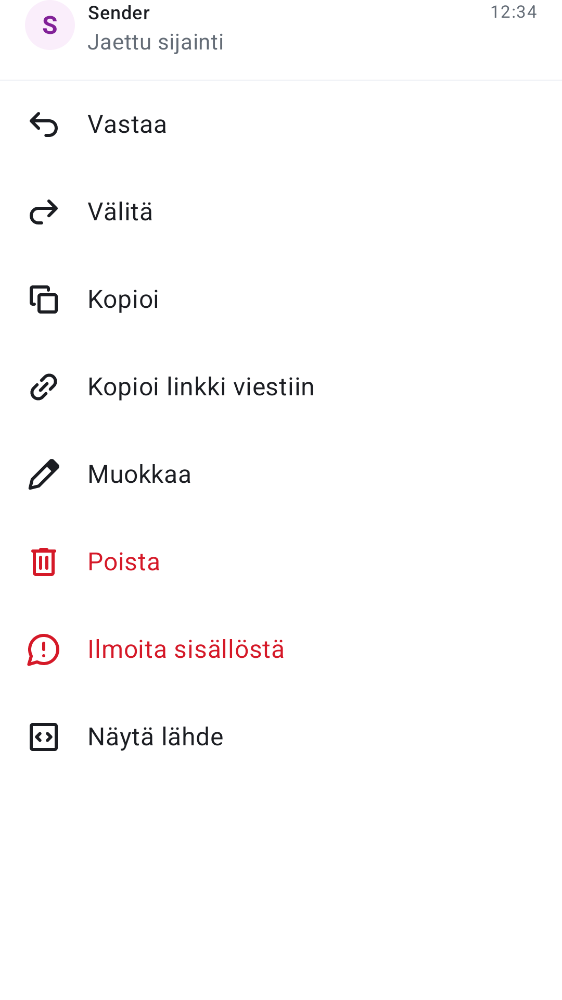 S
Sender
12:34
Jaettu sijainti
Vastaa
Välitä
Kopioi
Kopioi linkki viestiin
Muokkaa
Poista
Ilmoita sisällöstä
Näytä lähde